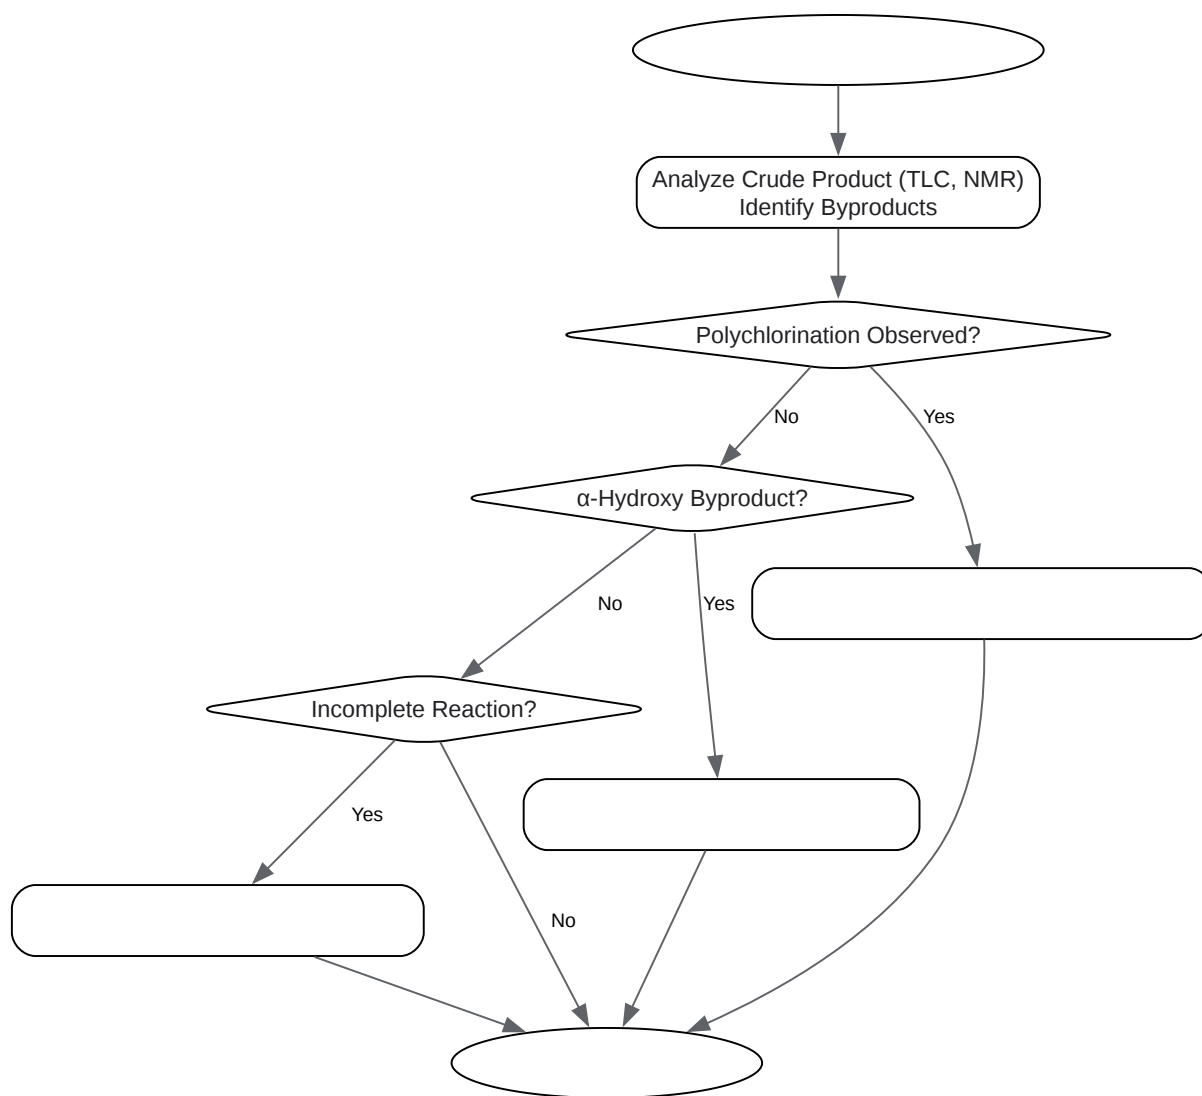 Analyze Crude Product (TLC, NMR)
Identify Byproducts
Polychlorination Observed?
No
Yes
α-Hydroxy Byproduct?
No
Yes
Incomplete Reaction?
Yes
No